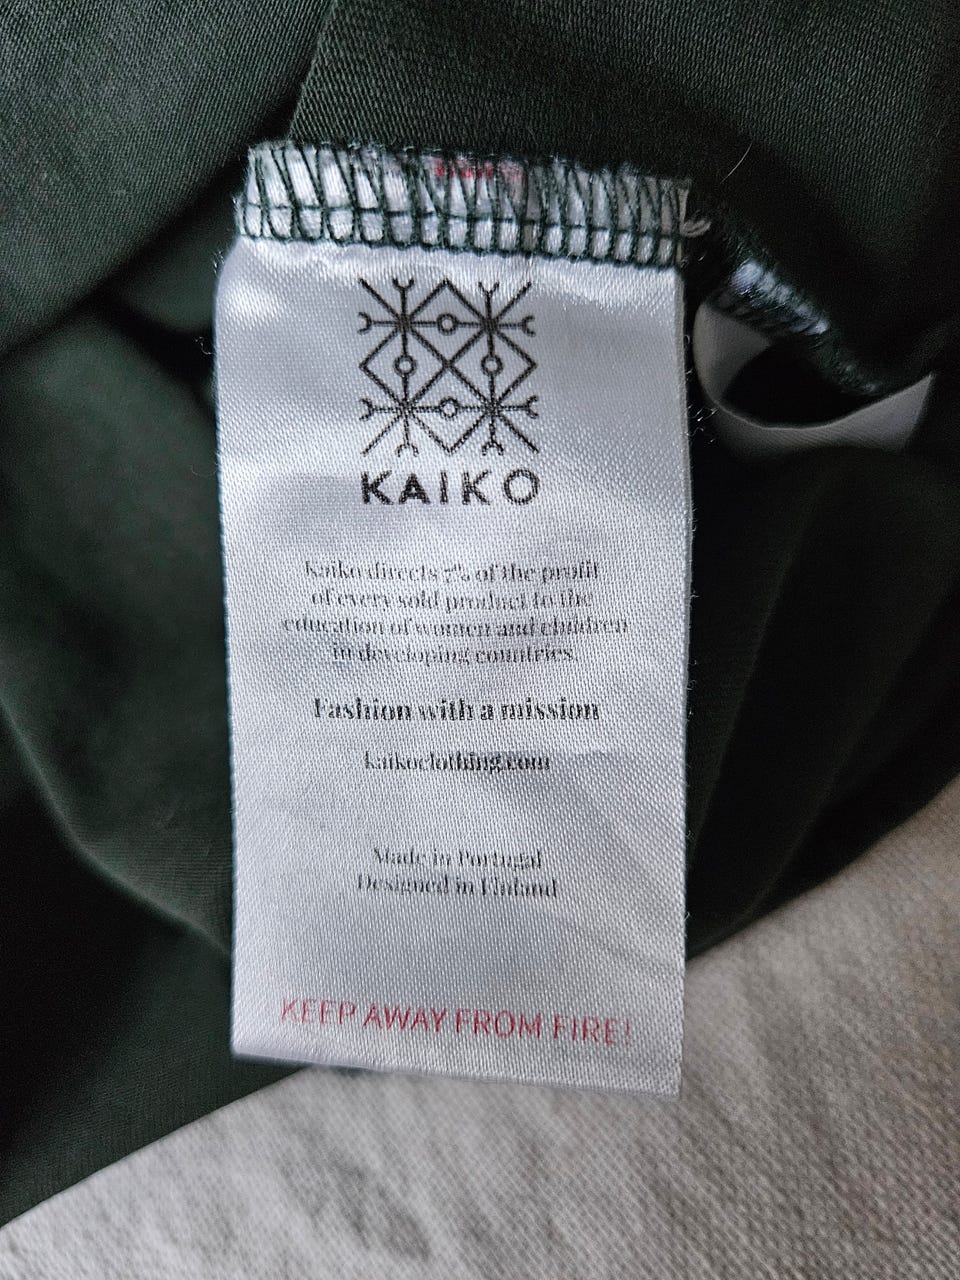 KAIKO
Kaiko directs 7% of the profit
of every sold product to the
education of women and children
in developing countries.
Fashion with a mission
kaikoclothing.com
Made in Portugal
Designed in Finland
KEEP AWAY FROM FIRE!